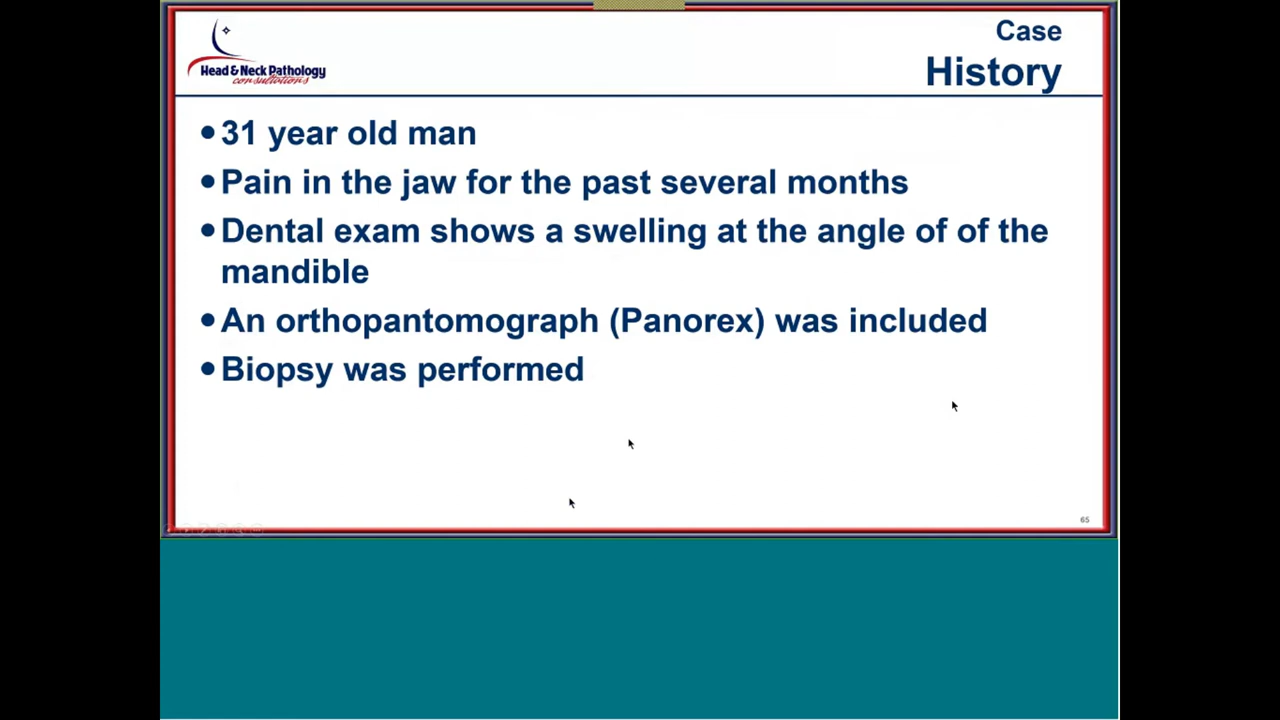 Case
Head & Neck Pathology
consultations
History
• 31 year old man
• Pain in the jaw for the past several months
• Dental exam shows a swelling at the angle of of the
mandible
• An orthopantomograph (Panorex) was included
• Biopsy was performed
65